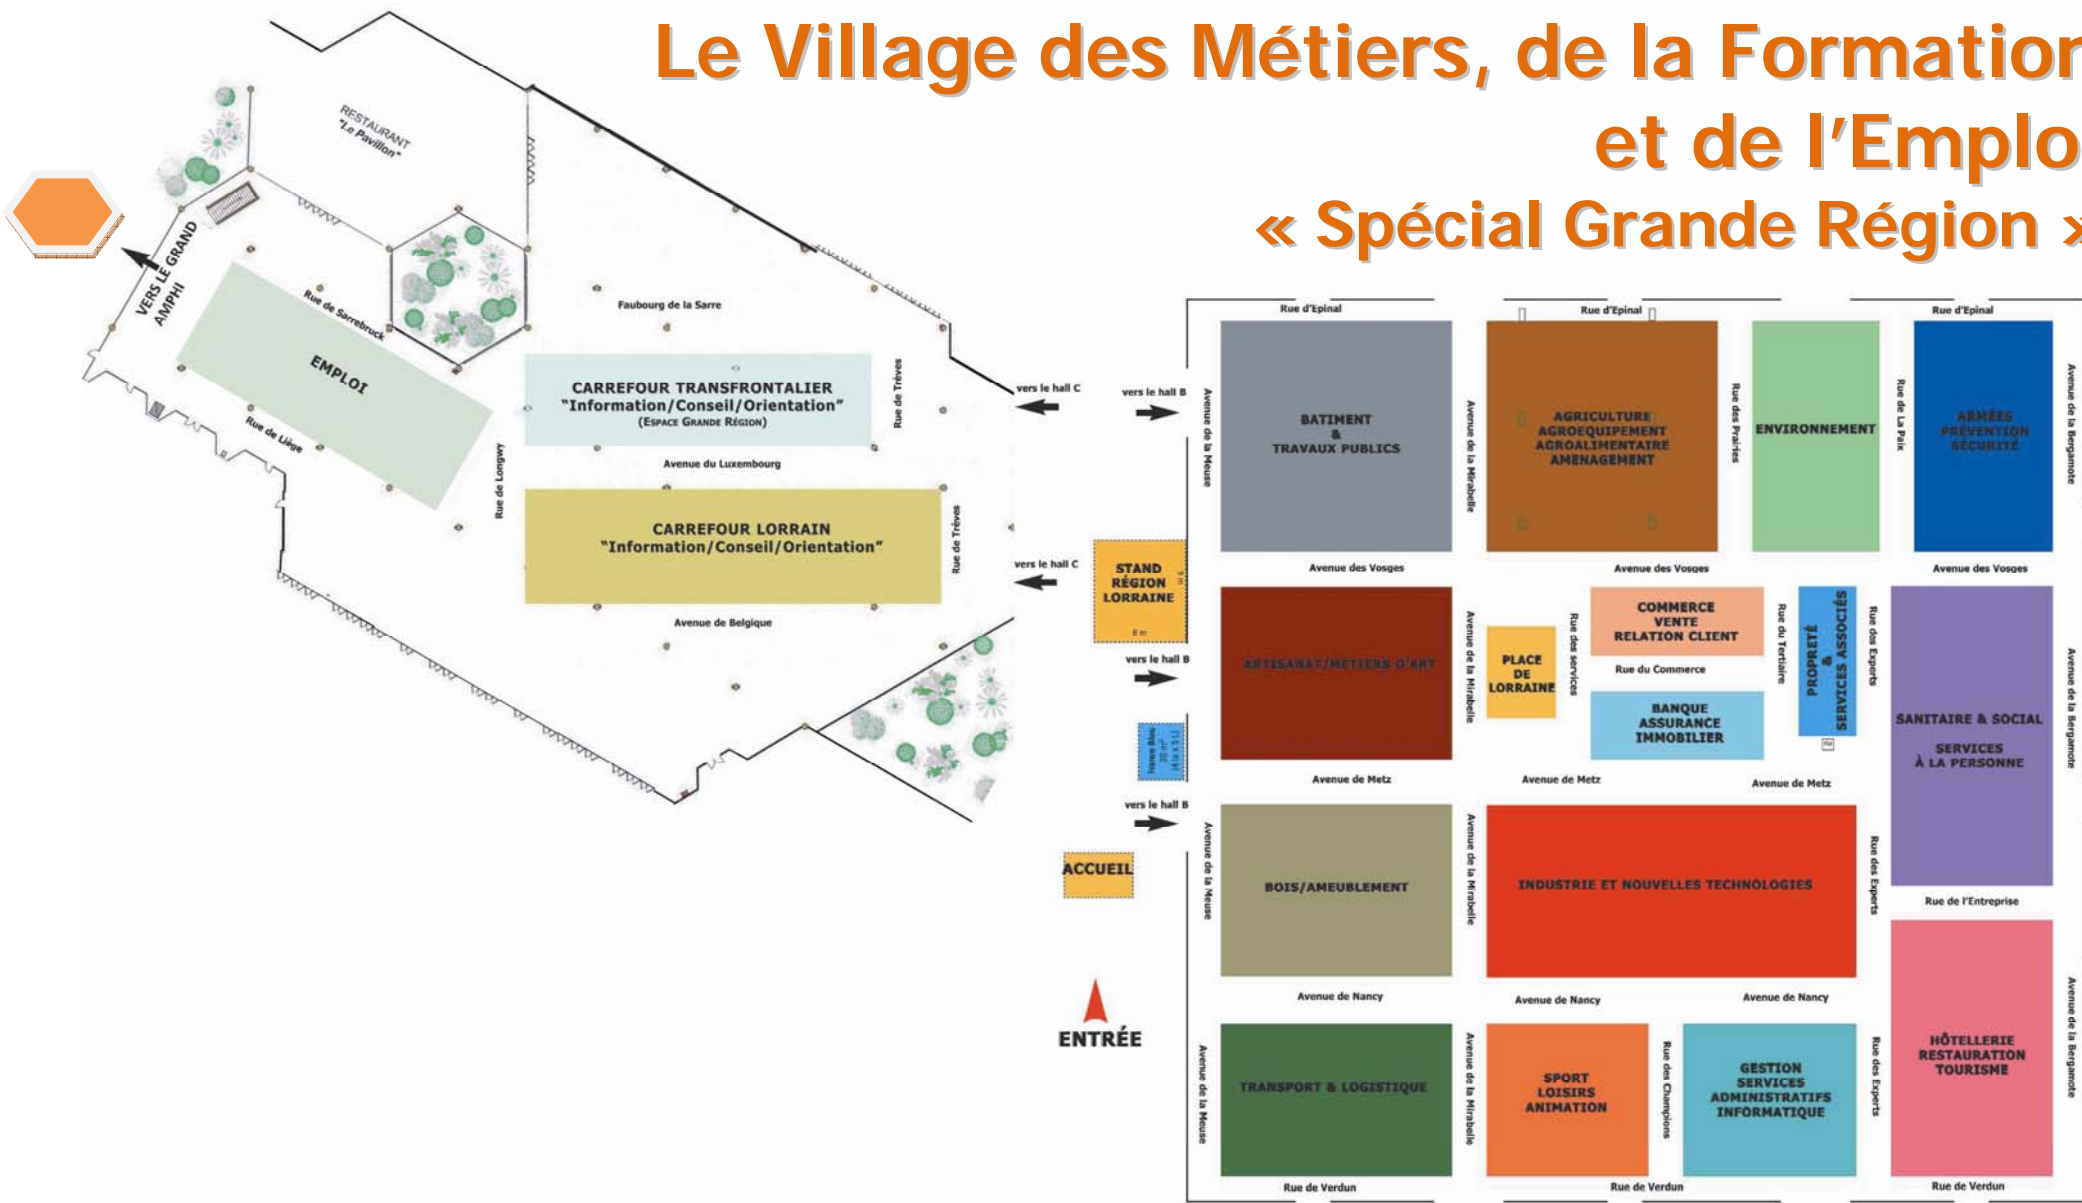 Le Village des Métiers, de la Formation
et de l'Emplo
« Spécial Grande Région »
RESTAURANT
"Le Pavillon"
VERS LE GRAND
AMPHI
Rue de Sarrebruck
EMPLOI
Rue de Liège
Faubourg de la Sarre
CARREFOUR TRANSFRONTALIER
"Information/Conseil/Orientation"
(ESPACE GRANDE RÉGION)
Rue de Trèves
Rue de Longwy
Avenue du Luxembourg
CARREFOUR LORRAIN
"Information/Conseil/Orientation"
Rue de Trèves
Avenue de Belgique
vers le hall C
vers le hall B
vers le hall C
STAND
RÉGION
LORRAINE
8 m
vers le hall B
France Bleu
20 m²
vers le hall B
ACCUEIL
ENTRÉE
Rue d'Epinal
Rue d'Epinal
Rue d'Epinal
Avenue de la Meuse
BATIMENT
&
TRAVAUX PUBLICS
Avenue de la Mirabelle
AGRICULTURE
AGROEQUIPEMENT
AGROALIMENTAIRE
AMENAGEMENT
Rue des Prairies
ENVIRONNEMENT
Rue de La Paix
ARMÉES
PRÉVENTION
SÉCURITÉ
Avenue de la Bergamote
Avenue des Vosges
Avenue des Vosges
Avenue des Vosges
ARTISANAT/MÉTIERS D'ART
Avenue de la Mirabelle
PLACE
DE
LORRAINE
Rue des services
COMMERCE
VENTE
RELATION CLIENT
Rue du Commerce
BANQUE
ASSURANCE
IMMOBILIER
Rue du Tertiaire
PROPRETÉ
&
SERVICES ASSOCIÉS
Rue des Experts
SANITAIRE & SOCIAL
SERVICES
À LA PERSONNE
Avenue de la Bergamote
Avenue de Metz
Avenue de Metz
Avenue de Metz
Avenue de la Meuse
BOIS/AMEUBLEMENT
Avenue de la Mirabelle
INDUSTRIE ET NOUVELLES TECHNOLOGIES
Rue des Experts
Rue de l'Entreprise
Avenue de Nancy
Avenue de Nancy
Avenue de Nancy
Avenue de la Meuse
TRANSPORT & LOGISTIQUE
Avenue de la Mirabelle
SPORT
LOISIRS
ANIMATION
Rue des Champions
GESTION
SERVICES
ADMINISTRATIFS
INFORMATIQUE
Rue des Experts
HÔTELLERIE
RESTAURATION
TOURISME
Avenue de la Bergamote
Rue de Verdun
Rue de Verdun
Rue de Verdun